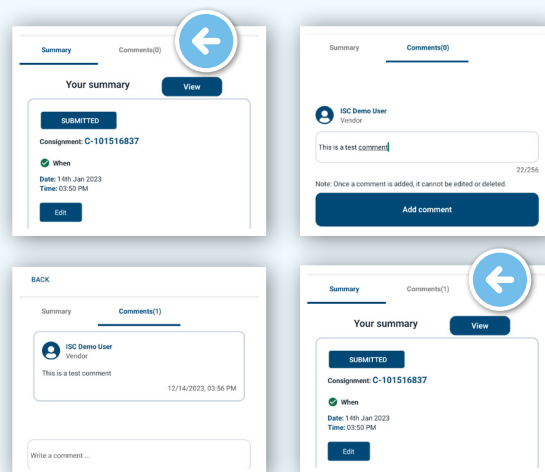 Summary Comments(0)
Your summary View
SUBMITTED
Consignment: C-101516837
When
Date: 14th Jan 2023
Time: 03:50 PM
Edit
Summary Comments(0)
ISC Demo User
Vendor
This is a test comment
22/256
Note: Once a comment is added, it cannot be edited or deleted.
Add comment
BACK
Summary Comments(1)
ISC Demo User
Vendor
This is a test comment
12/14/2023, 03:56 PM
Write a comment ...
Summary Comments(1)
Your summary View
SUBMITTED
Consignment: C-101516837
When
Date: 14th Jan 2023
Time: 03:50 PM
Edit